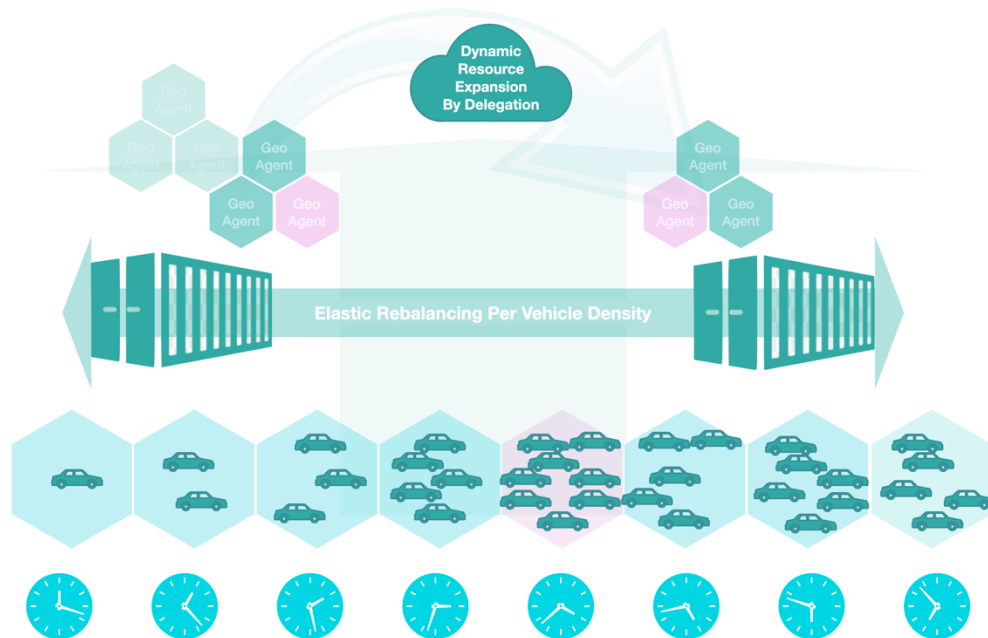 Dynamic
Resource
Expansion
By Delegation
Geo
Agent
Geo
Agent
Geo
Agent
Geo
Agent
Geo
Agent
Geo
Agent
Geo
Agent
Geo
Agent
Geo
Agent
Elastic Rebalancing Per Vehicle Density